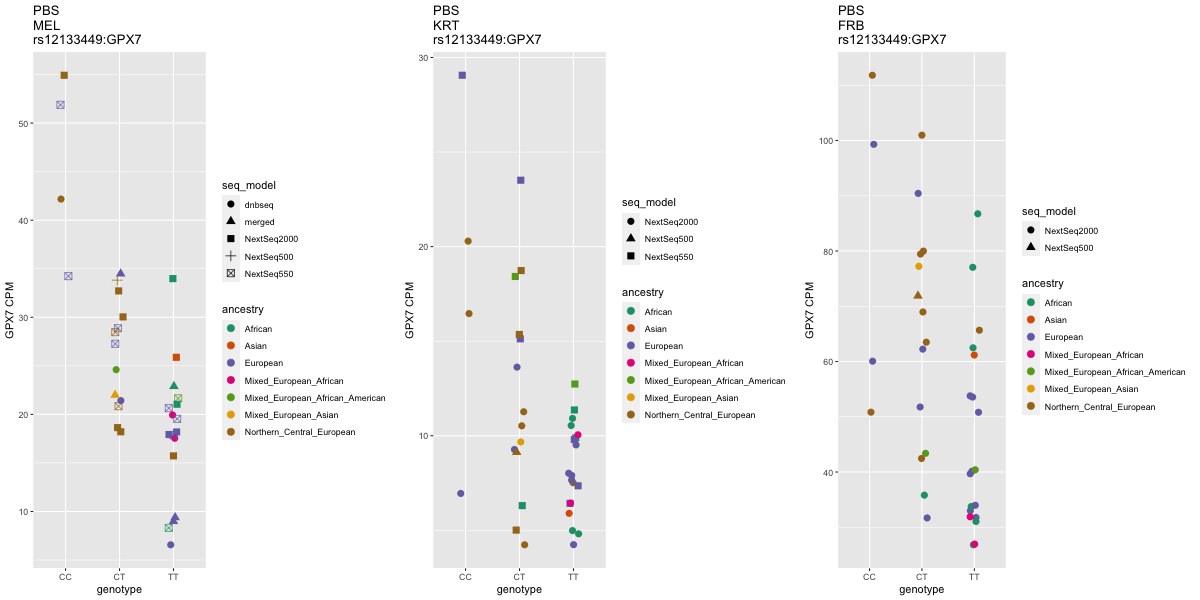 PBS
MEL
rs12133449:GPX7
50
40
30
20
10
GPX7 CPM
CC
CT
TT
genotype
seq_model
dnbseq
merged
NextSeq2000
NextSeq500
NextSeq550
ancestry
African
Asian
European
Mixed_European_African
Mixed_European_African_American
Mixed_European_Asian
Northern_Central_European
PBS
KRT
rs12133449:GPX7
30
20
10
GPX7 CPM
CC
CT
TT
genotype
seq_model
NextSeq2000
NextSeq500
NextSeq550
ancestry
African
Asian
European
Mixed_European_African
Mixed_European_African_American
Mixed_European_Asian
Northern_Central_European
PBS
FRB
rs12133449:GPX7
100
80
60
40
GPX7 CPM
CC
CT
TT
genotype
seq_model
NextSeq2000
NextSeq500
ancestry
African
Asian
European
Mixed_European_African
Mixed_European_African_American
Mixed_European_Asian
Northern_Central_European